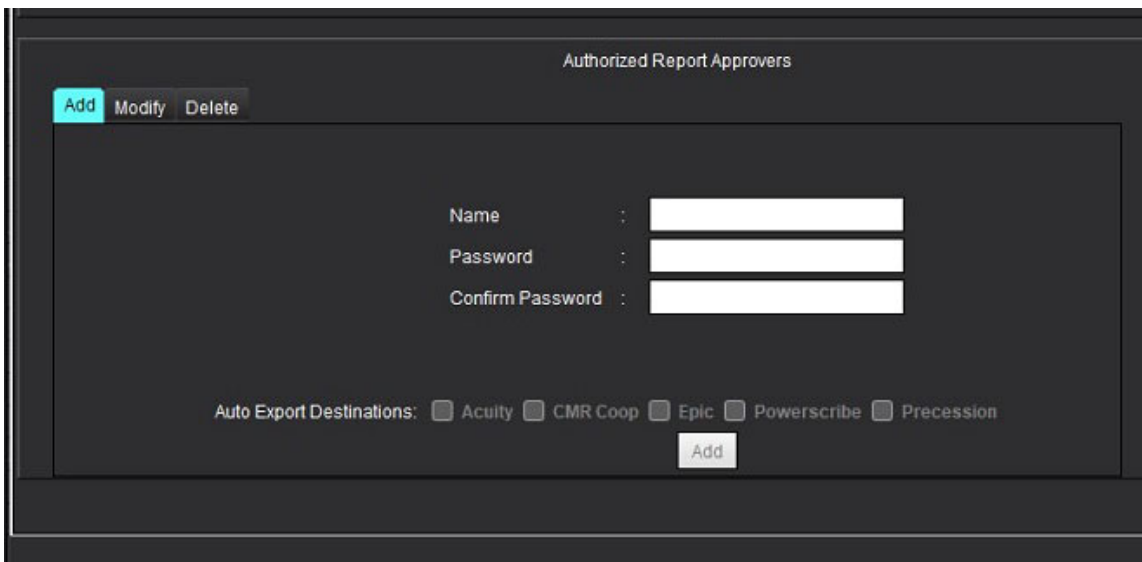 Authorized Report Approvers
Add Modify Delete
Name :
Password :
Confirm Password :
Auto Export Destinations: Acuity CMR Coop Epic Powerscribe Precession
Add